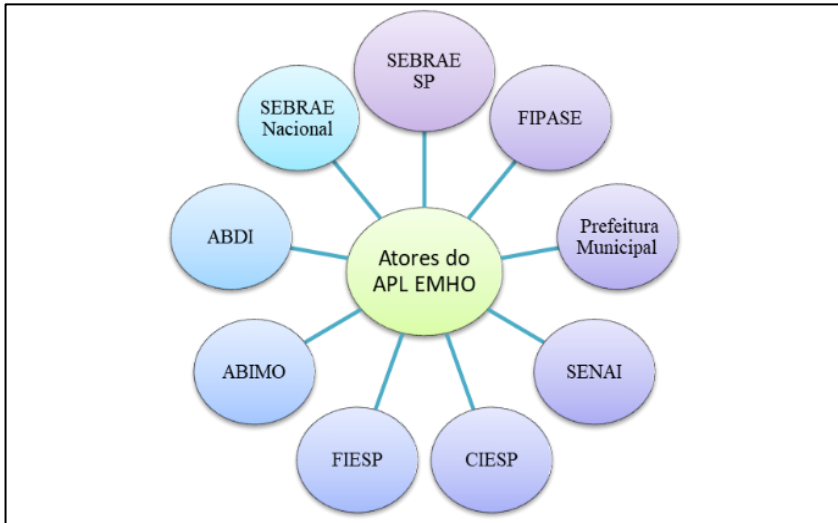 SEBRAE
SP
FIPASE
Prefeitura
Municipal
SENAI
CIESP
FIESP
ABIMO
ABDI
SEBRAE
Nacional
Atores do
APL EMHO